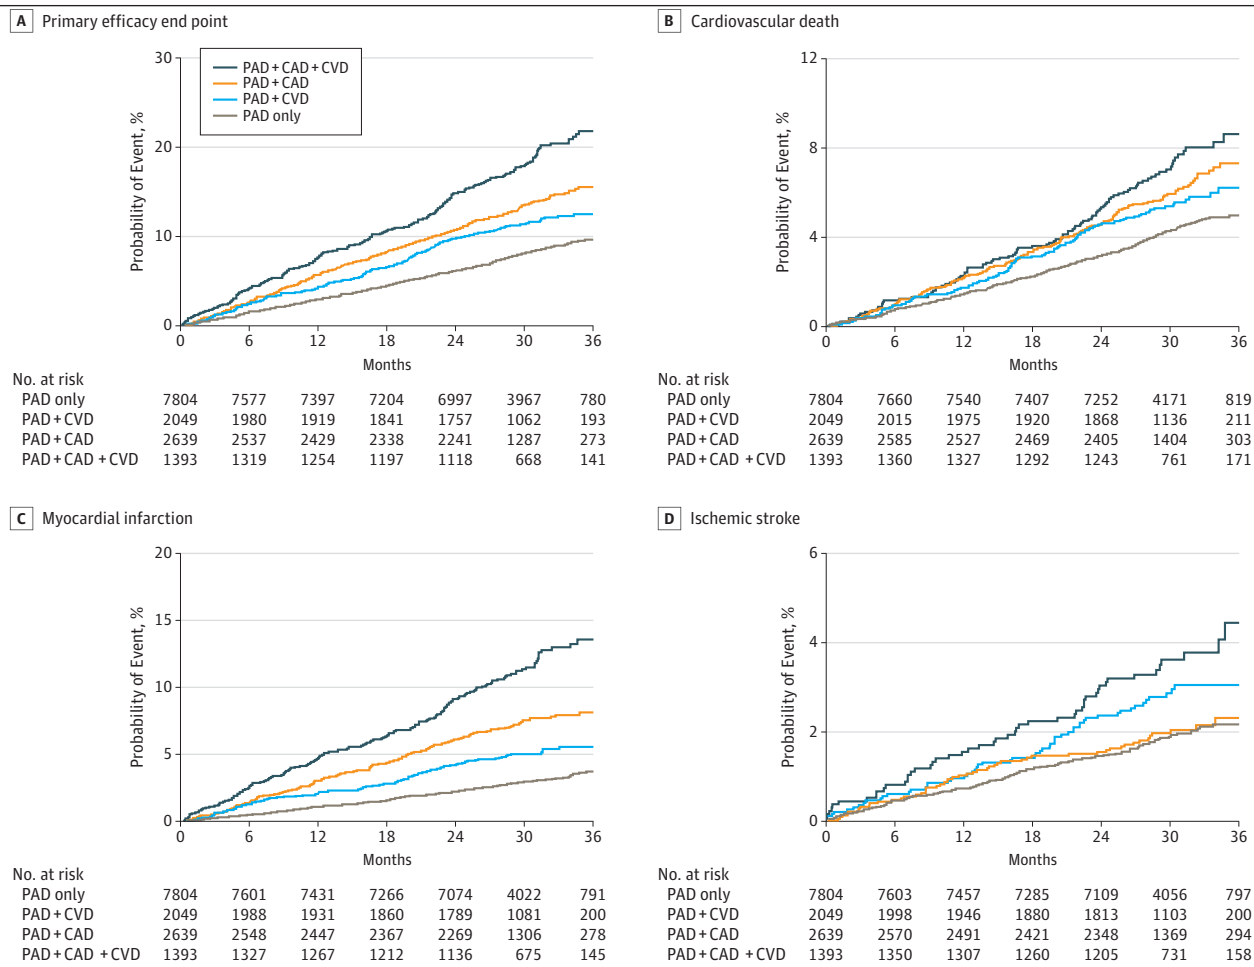 A Primary efficacy end point
30
20
10
0
Probability of Event, %
PAD+CAD+CVD
PAD+CAD
PAD+CVD
PAD only
0 6 12 18 24 30 36
Months
No. at risk
PAD only 7804 7577 7397 7204 6997 3967 780
PAD+CVD 2049 1980 1919 1841 1757 1062 193
PAD+CAD 2639 2537 2429 2338 2241 1287 273
PAD+CAD+CVD 1393 1319 1254 1197 1118 668 141
B Cardiovascular death
12
8
4
0
Probability of Event, %
0 6 12 18 24 30 36
Months
No. at risk
PAD only 7804 7660 7540 7407 7252 4171 819
PAD+CVD 2049 2015 1975 1920 1868 1136 211
PAD+CAD 2639 2585 2527 2469 2405 1404 303
PAD+CAD +CVD 1393 1360 1327 1292 1243 761 171
C Myocardial infarction
20
15
10
5
0
Probability of Event, %
0 6 12 18 24 30 36
Months
No. at risk
PAD only 7804 7601 7431 7266 7074 4022 791
PAD+CVD 2049 1988 1931 1860 1789 1081 200
PAD+CAD 2639 2548 2447 2367 2269 1306 278
PAD+CAD +CVD 1393 1327 1267 1212 1136 675 145
D Ischemic stroke
6
4
2
0
Probability of Event, %
0 6 12 18 24 30 36
Months
No. at risk
PAD only 7804 7603 7457 7285 7109 4056 797
PAD+CVD 2049 1998 1946 1880 1813 1103 200
PAD+CAD 2639 2570 2491 2421 2348 1369 294
PAD+CAD +CVD 1393 1350 1307 1260 1205 731 158